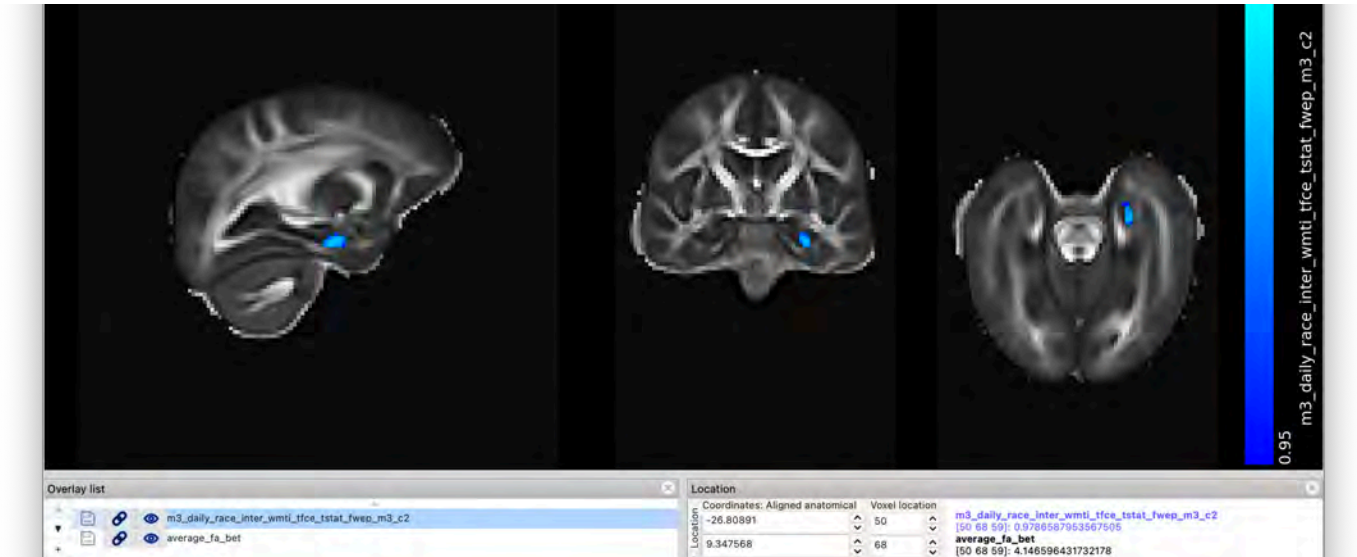 m3_daily_race_inter_wmti_tfce_tstat_fwep_m3_c2
0.95
Overlay list
m3_daily_race_inter_wmti_tfce_tstat_fwep_m3_c2
average_fa_bet
Location
Coordinates: Aligned anatomical Voxel location
Location
-26.80891 50
9.347568 68
m3_daily_race_inter_wmti_tfce_tstat_fwep_m3_c2
[50 68 59]: 0.9786587953567505
average_fa_bet
[50 68 59]: 4.146596431732178